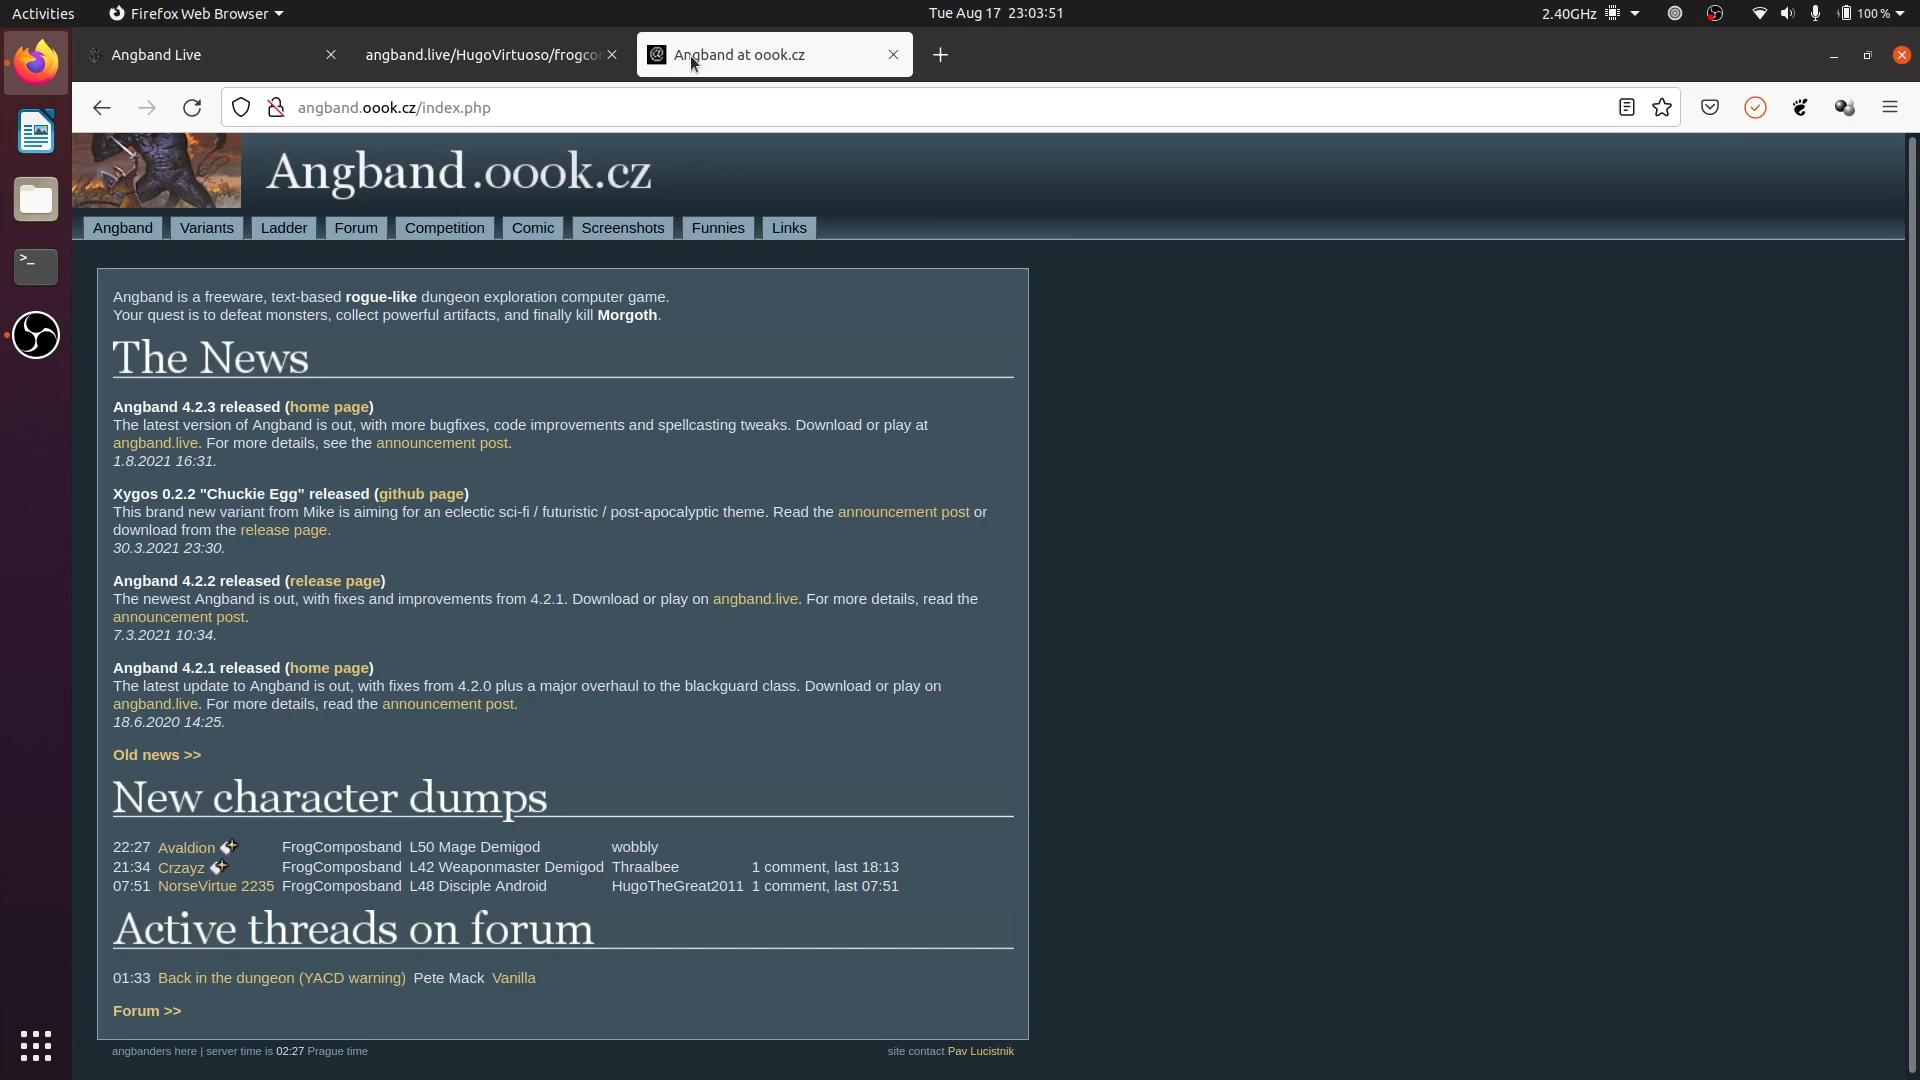 Activities Firefox Web Browser Tue Aug 17 23:03:51 2.40GHz 100 %
Angband Live angband.live/HugoVirtuoso/frogco Angband at oook.cz
angband.oook.cz/index.php
Angband.oook.cz
Angband Variants Ladder Forum Competition Comic Screenshots Funnies Links
Angband is a freeware, text-based rogue-like dungeon exploration computer game.
Your quest is to defeat monsters, collect powerful artifacts, and finally kill Morgoth.
The News
Angband 4.2.3 released (home page)
The latest version of Angband is out, with more bugfixes, code improvements and spellcasting tweaks. Download or play at
angband.live. For more details, see the announcement post.
1.8.2021 16:31.
Xygos 0.2.2 "Chuckie Egg" released (github page)
This brand new variant from Mike is aiming for an eclectic sci-fi / futuristic / post-apocalyptic theme. Read the announcement post or
download from the release page.
30.3.2021 23:30.
Angband 4.2.2 released (release page)
The newest Angband is out, with fixes and improvements from 4.2.1. Download or play on angband.live. For more details, read the
announcement post.
7.3.2021 10:34.
Angband 4.2.1 released (home page)
The latest update to Angband is out, with fixes from 4.2.0 plus a major overhaul to the blackguard class. Download or play on
angband.live. For more details, read the announcement post.
18.6.2020 14:25.
Old news >>
New character dumps
22:27 Avaldion FrogComposband L50 Mage Demigod wobbly
21:34 Crzayz FrogComposband L42 Weaponmaster Demigod Thraalbee 1 comment, last 18:13
07:51 NorseVirtue 2235 FrogComposband L48 Disciple Android HugoTheGreat2011 1 comment, last 07:51
Active threads on forum
01:33 Back in the dungeon (YACD warning) Pete Mack Vanilla
Forum >>
angbanders here | server time is 02:27 Prague time site contact Pav Lucistnik